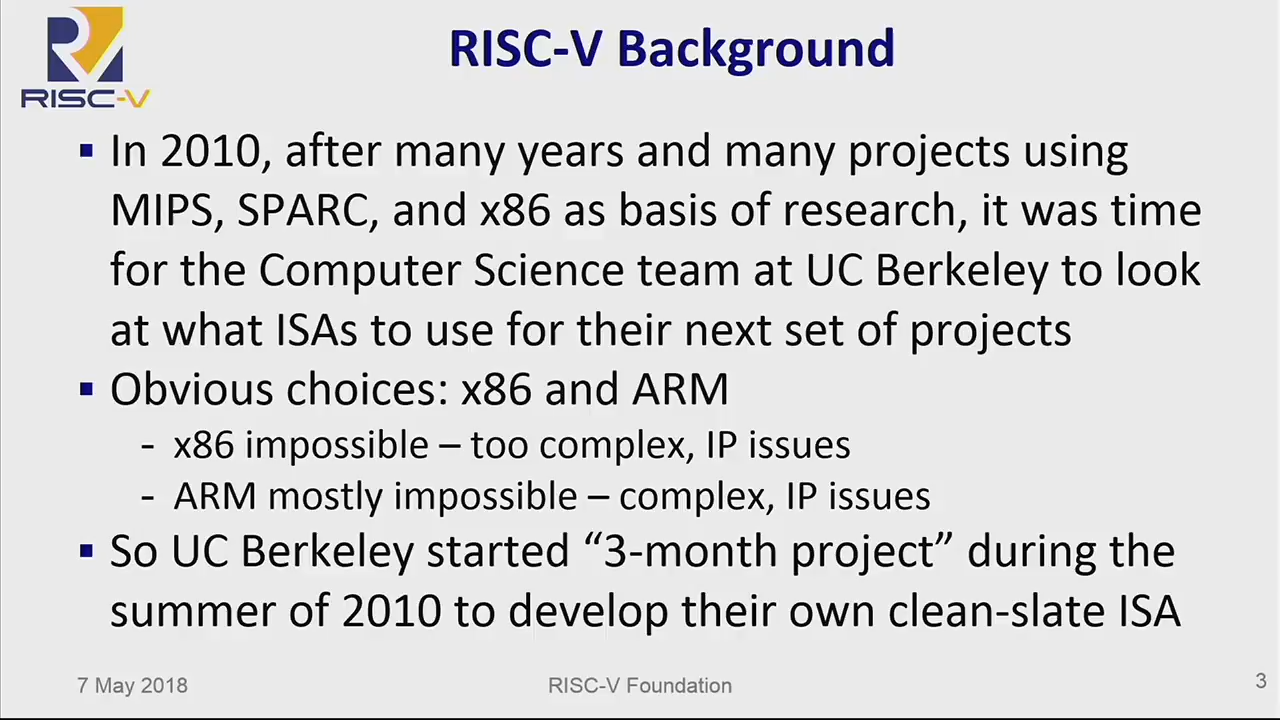 RISC-V Background
RISC-V
▪ In 2010, after many years and many projects using
MIPS, SPARC, and x86 as basis of research, it was time
for the Computer Science team at UC Berkeley to look
at what ISAs to use for their next set of projects
▪ Obvious choices: x86 and ARM
- x86 impossible – too complex, IP issues
- ARM mostly impossible – complex, IP issues
▪ So UC Berkeley started “3-month project” during the
summer of 2010 to develop their own clean-slate ISA
7 May 2018
RISC-V Foundation
3